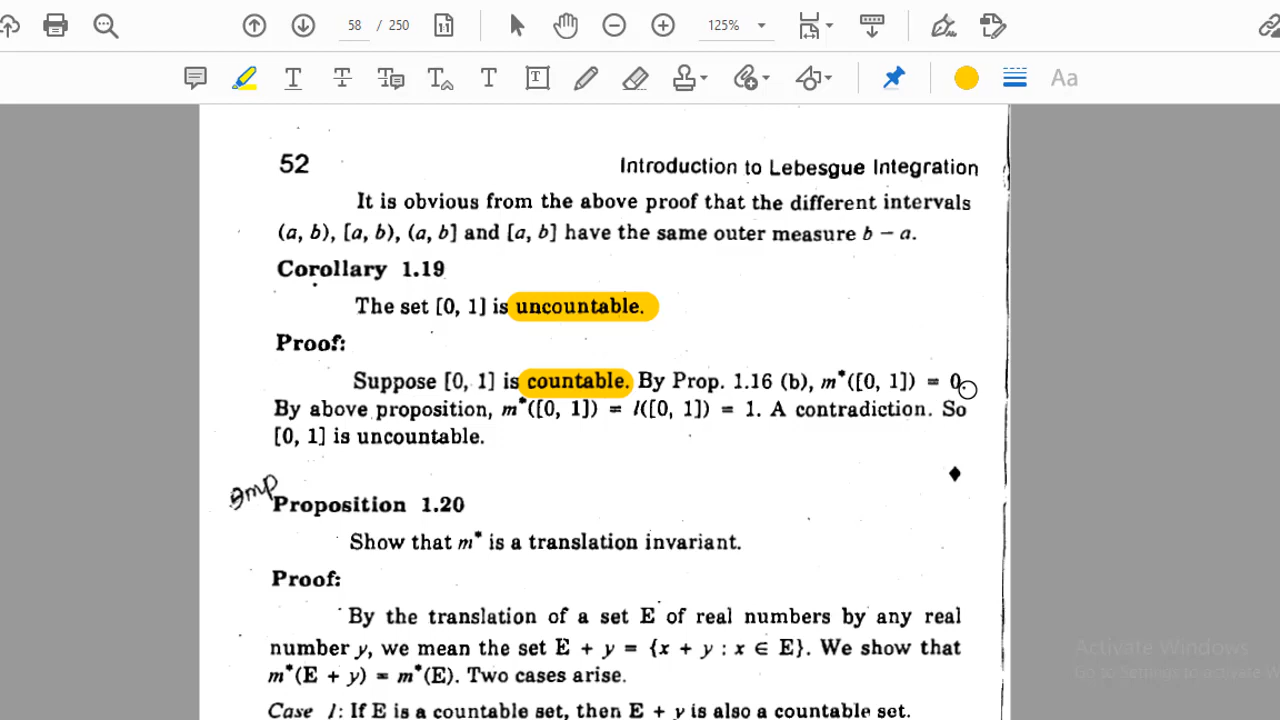 58 / 250 125%
Aa
52 Introduction to Lebesgue Integration
It is obvious from the above proof that the different intervals
(a, b), [a, b), (a, b] and [a, b] have the same outer measure b − a.
Corollary 1.19
The set [0, 1] is uncountable.
Proof:
Suppose [0, 1] is countable. By Prop. 1.16 (b), m*([0, 1]) = 0.
By above proposition, m*([0, 1]) = l([0, 1]) = 1. A contradiction. So
[0, 1] is uncountable.
♦
Imp
Proposition 1.20
Show that m* is a translation invariant.
Proof:
By the translation of a set E of real numbers by any real
number y, we mean the set E + y = {x + y : x ∈ E}. We show that
m*(E + y) = m*(E). Two cases arise.
Case I: If E is a countable set, then E + y is also a countable set.
Activate Windows
Go to Settings to activate W